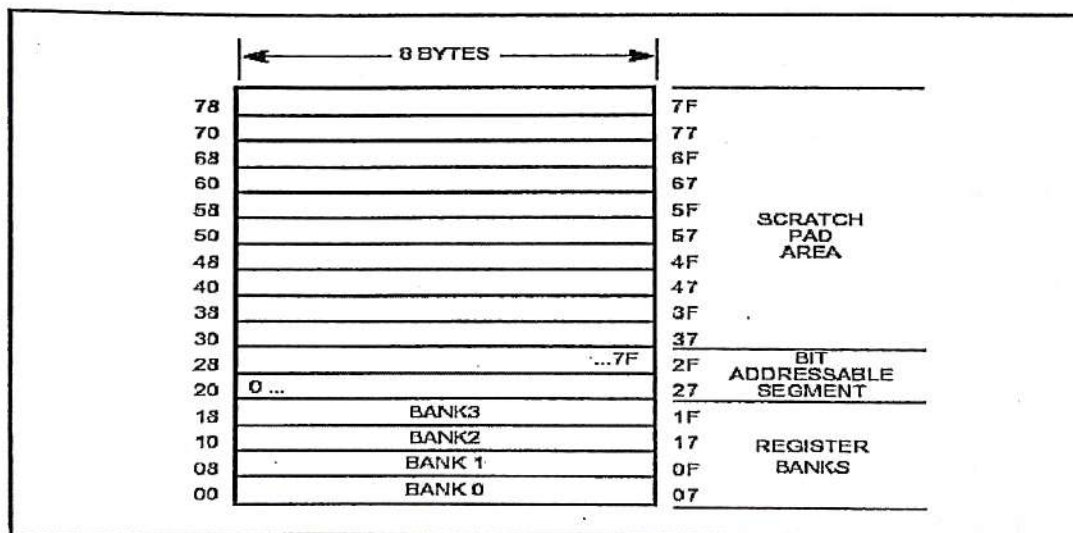 8 BYTES
78 7F
70 77
68 6F
60 67
58 5F
SCRATCH
50 57 PAD
AREA
48 4F
40 47
38 3F
30 37
28 ...7F 2F BIT
ADDRESSABLE
20 0 ... 27 SEGMENT
18 BANK3 1F
10 BANK2 17 REGISTER
08 BANK 1 0F BANKS
00 BANK 0 07